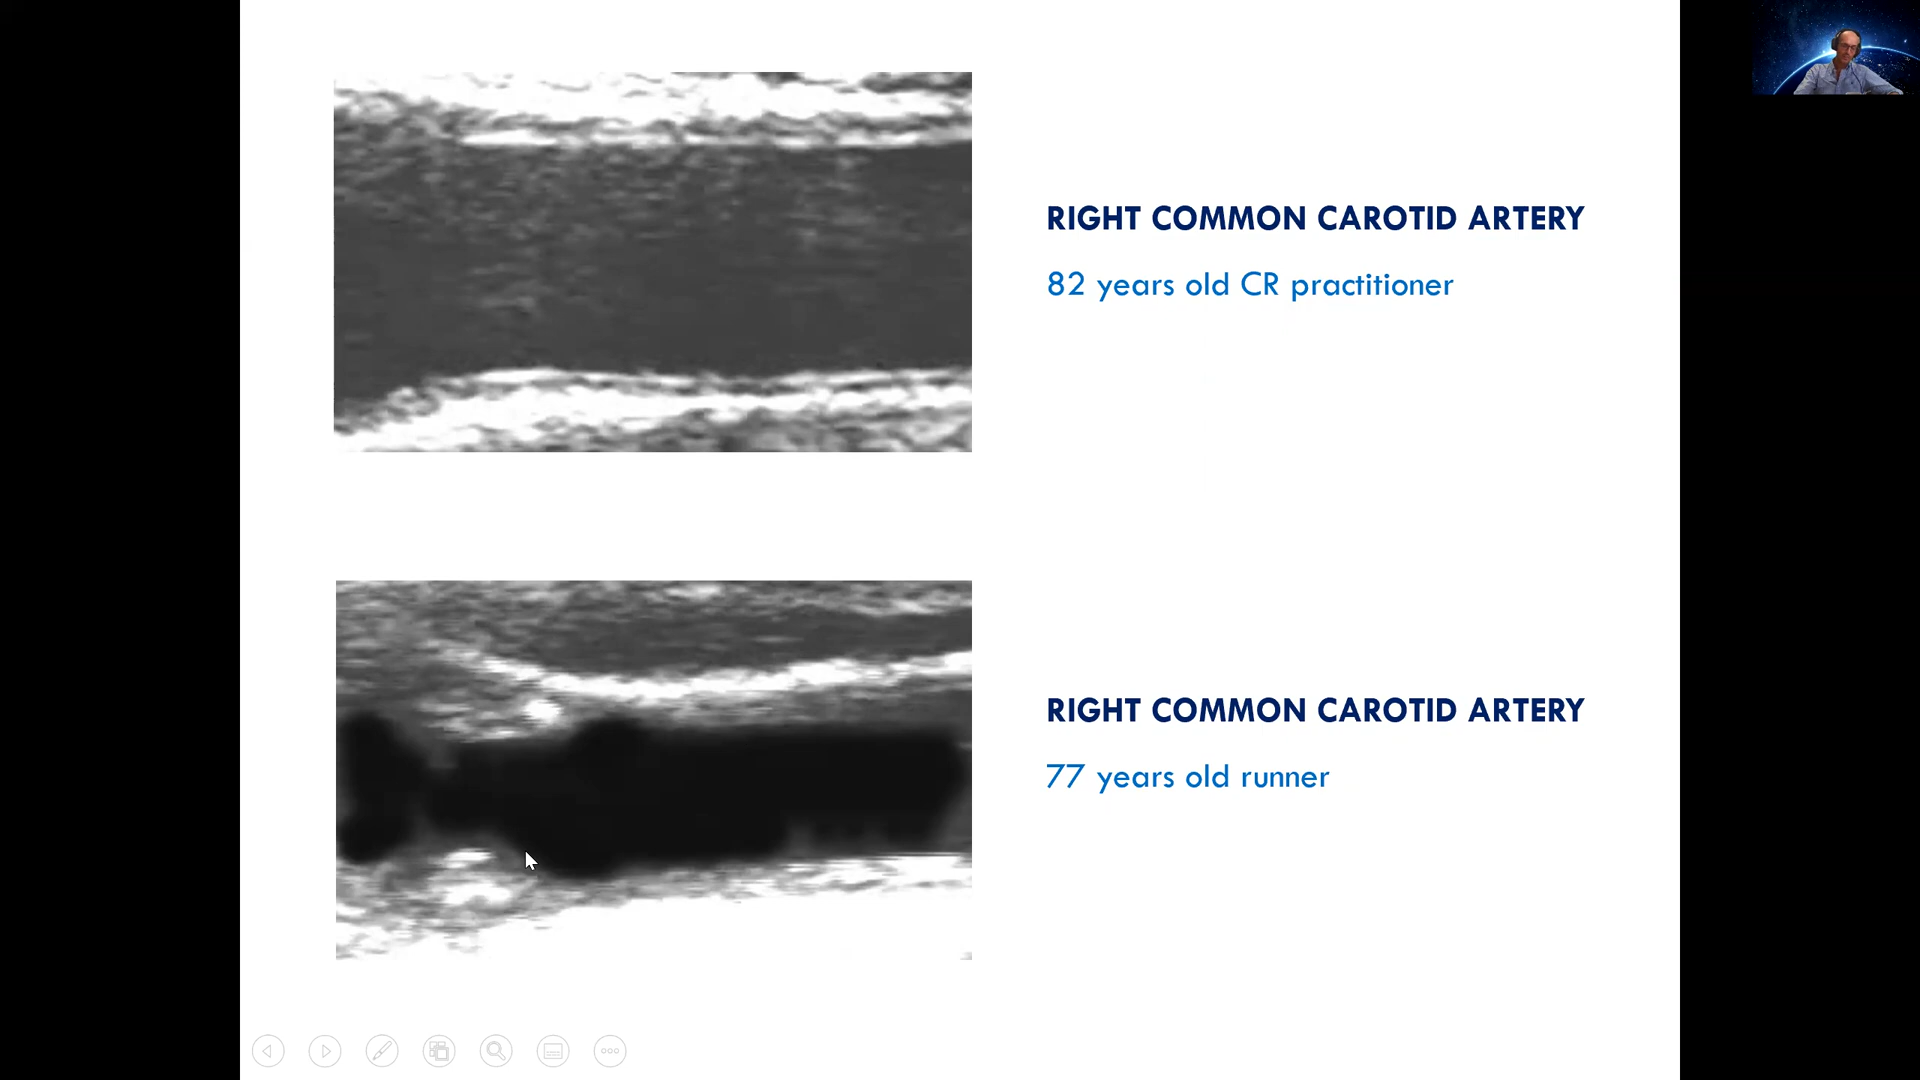 RIGHT COMMON CAROTID ARTERY
82 years old CR practitioner
RIGHT COMMON CAROTID ARTERY
77 years old runner